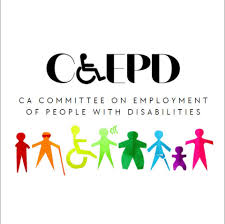 C♿EPD
CA COMMITTEE ON EMPLOYMENT
OF PEOPLE WITH DISABILITIES